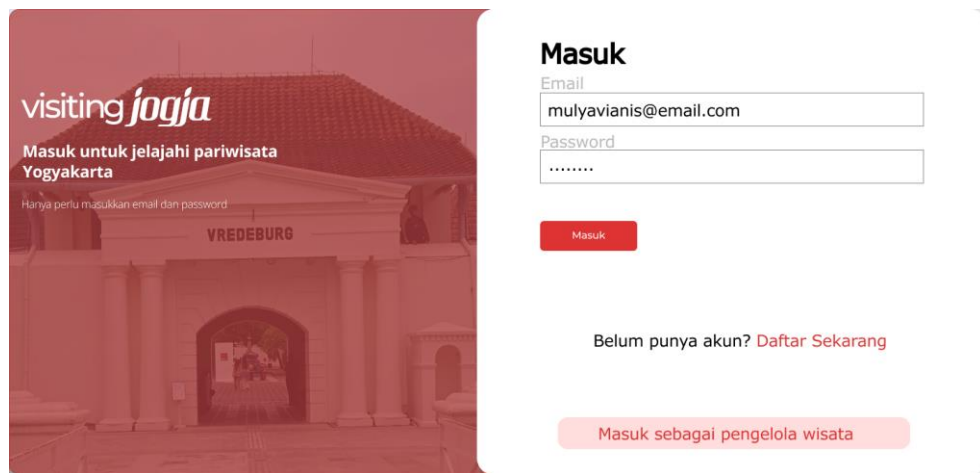 visiting jogja
Masuk untuk jelajahi pariwisata
Yogyakarta
Hanya perlu masukkan email dan password
VREDEBURG
Masuk
Email
mulyavianis@email.com
Password
........
Masuk
Belum punya akun? Daftar Sekarang
Masuk sebagai pengelola wisata